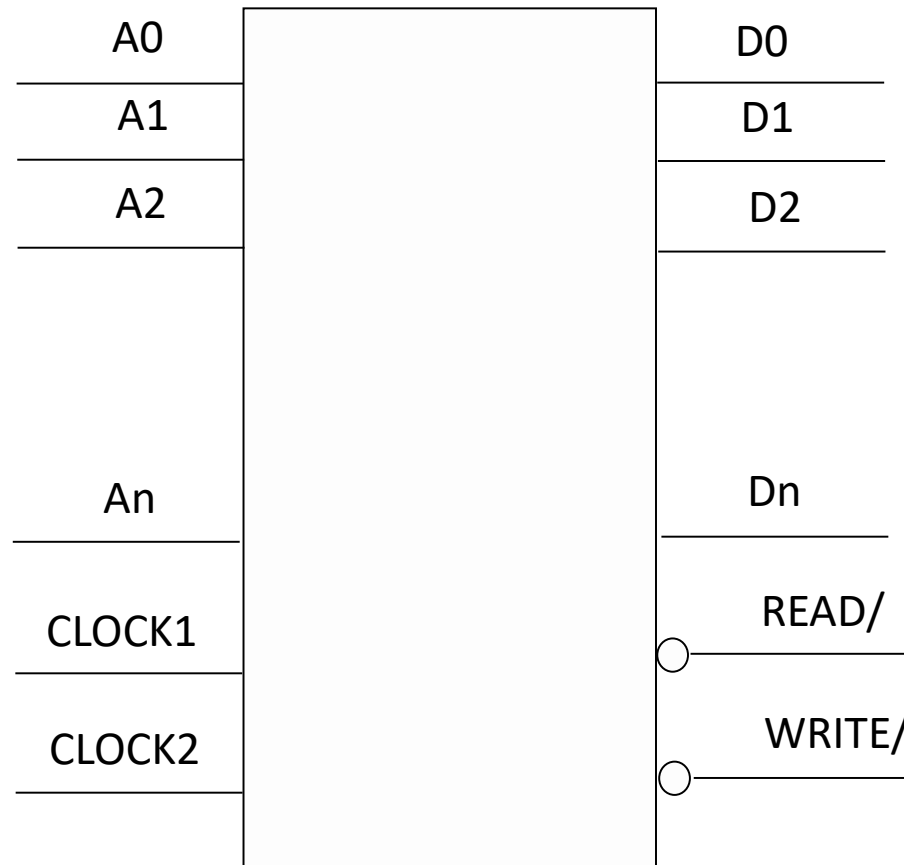 A0
D0
A1
D1
A2
D2
An
Dn
CLOCK1
READ/
CLOCK2
WRITE/